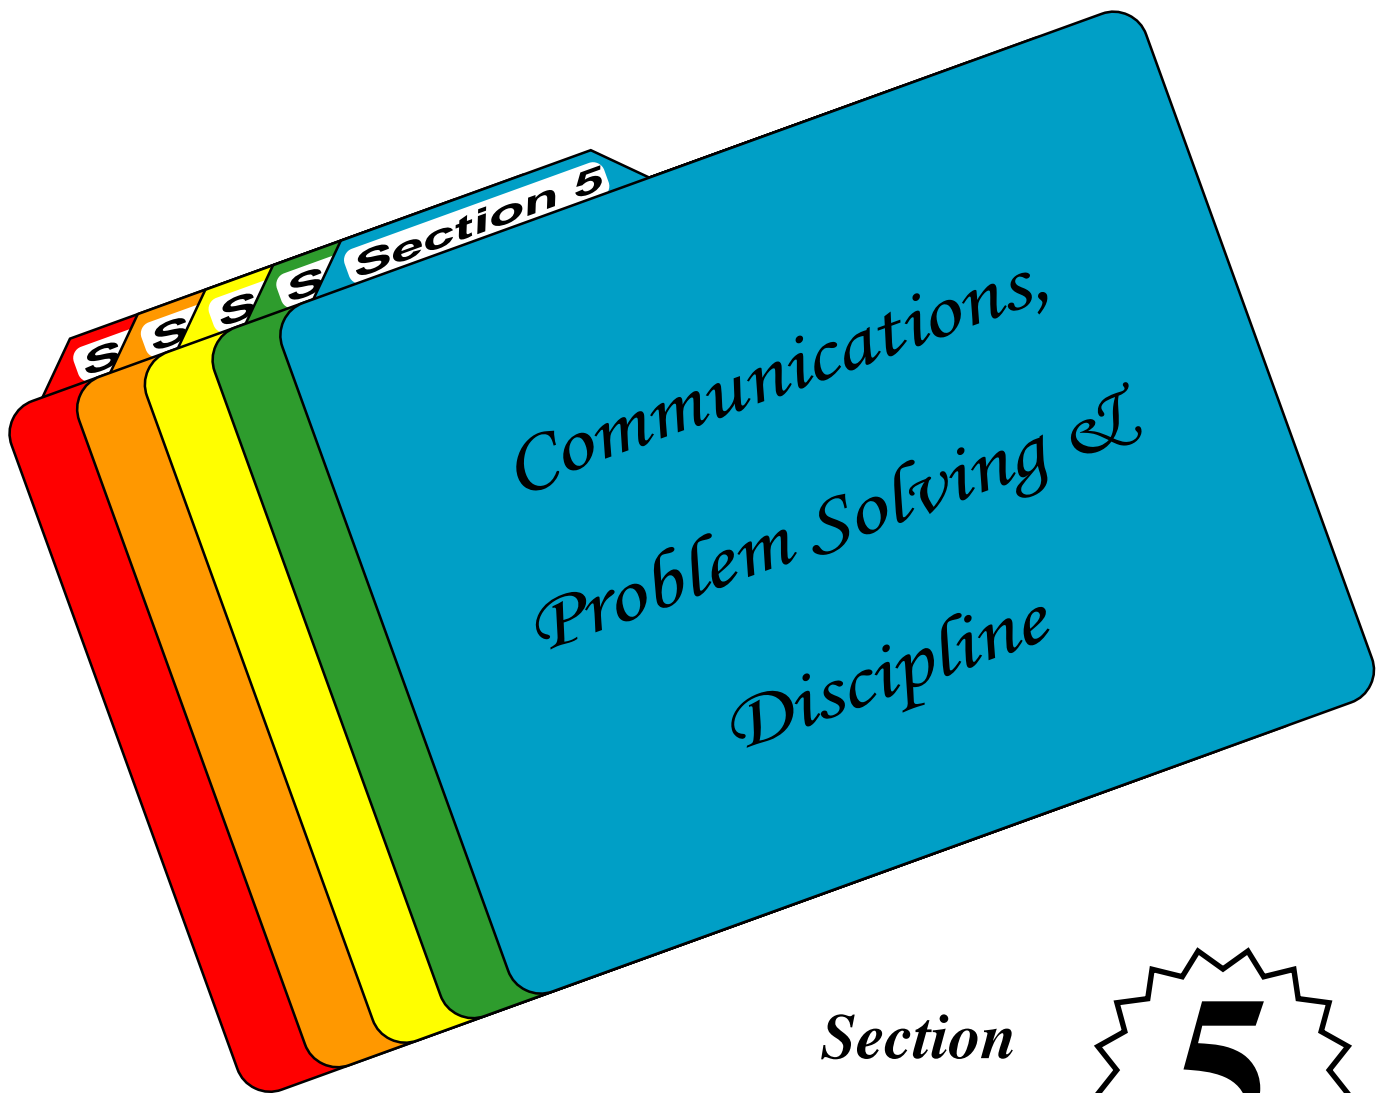 S
S
S
S
Section 5
Communications,
Problem Solving &
Discipline
Section
5